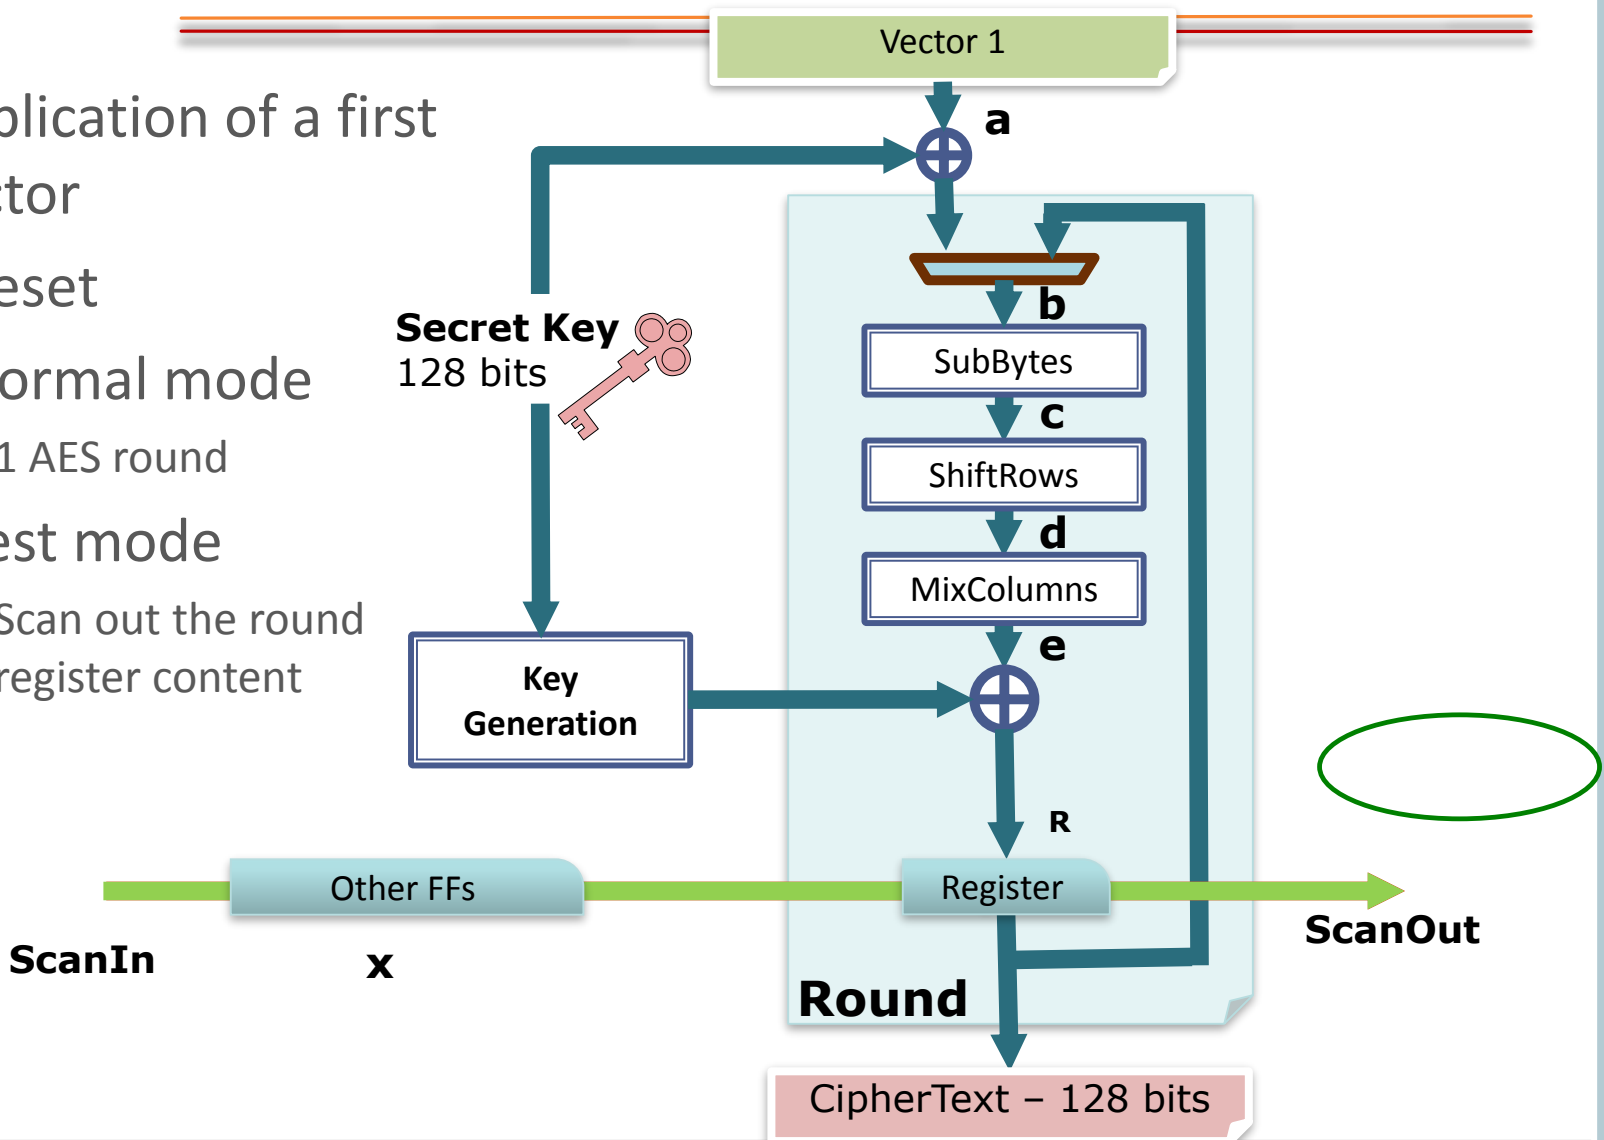 Vector 1
plication of a first
ctor
eset
ormal mode
1 AES round
est mode
Scan out the round
register content
a
Secret Key
128 bits
b
SubBytes
c
ShiftRows
d
MixColumns
e
Key
Generation
R
Other FFs
Register
ScanIn
x
ScanOut
Round
CipherText – 128 bits